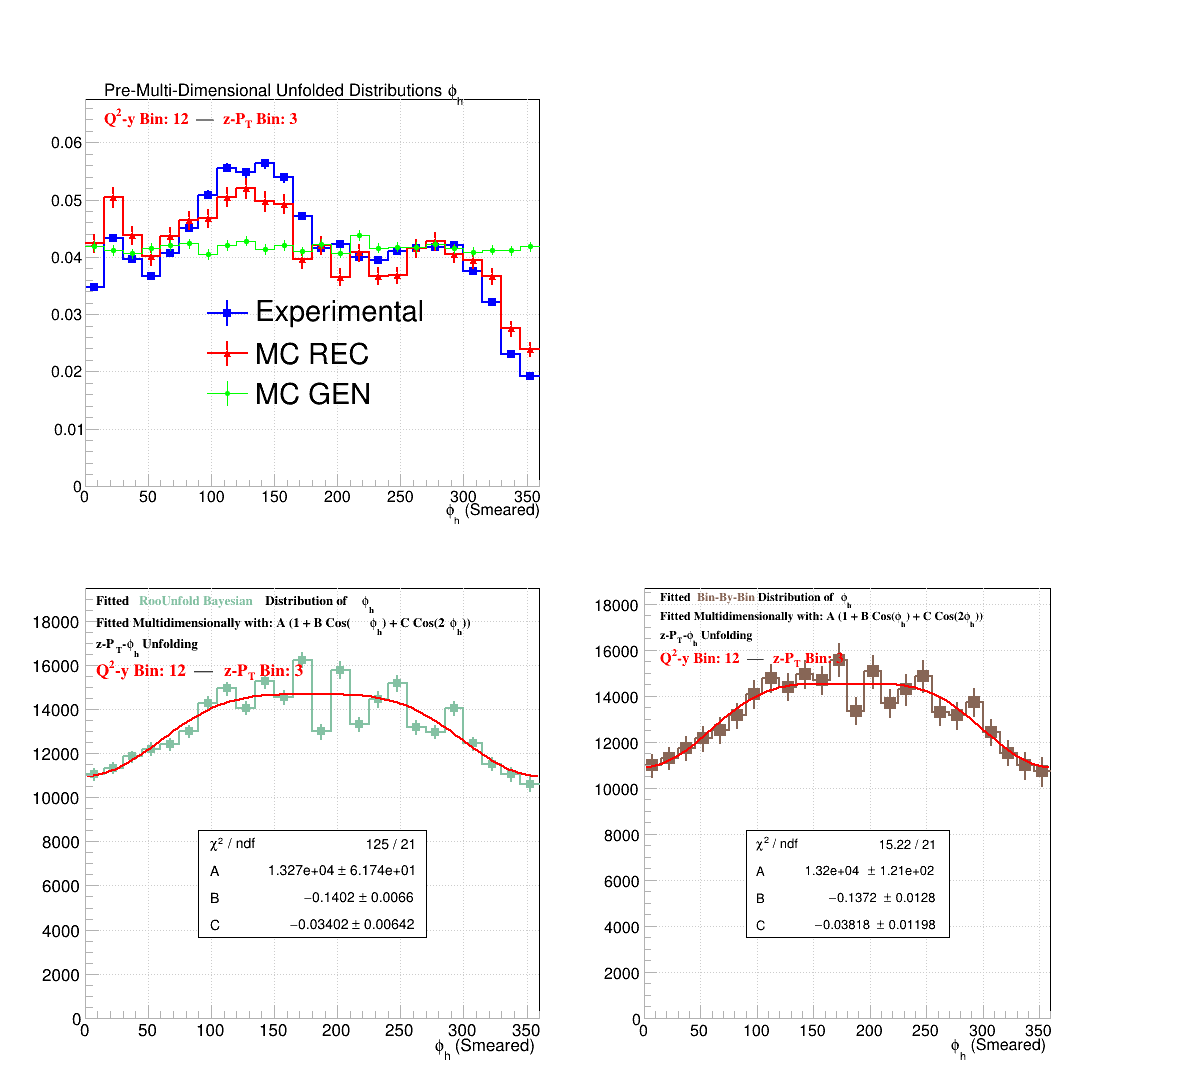 Pre-Multi-Dimensional Unfolded Distributions ϕh
Q2-y Bin: 12 — z-PT Bin: 3
0.06
0.05
0.04
0.03
0.02
0.01
0
Experimental
MC REC
MC GEN
0 50 100 150 200 250 300 350
ϕh (Smeared)
Fitted RooUnfold Bayesian Distribution of ϕh
Fitted Multidimensionally with: A (1 + B Cos( ϕh) + C Cos(2 ϕh))
z-PT-ϕh Unfolding
Q2-y Bin: 12 — z-PT Bin: 3
18000
16000
14000
12000
10000
8000
6000
4000
2000
0
χ2 / ndf 125 / 21
A 1.327e+04 ± 6.174e+01
B −0.1402 ± 0.0066
C −0.03402 ± 0.00642
0 50 100 150 200 250 300 350
ϕh (Smeared)
Fitted Bin-By-Bin Distribution of ϕh
Fitted Multidimensionally with: A (1 + B Cos(ϕh) + C Cos(2ϕh))
z-PT-ϕh Unfolding
Q2-y Bin: 12 — z-PT Bin: 3
18000
16000
14000
12000
10000
8000
6000
4000
2000
0
χ2 / ndf 15.22 / 21
A 1.32e+04 ± 1.21e+02
B −0.1372 ± 0.0128
C −0.03818 ± 0.01198
0 50 100 150 200 250 300 350
ϕh (Smeared)